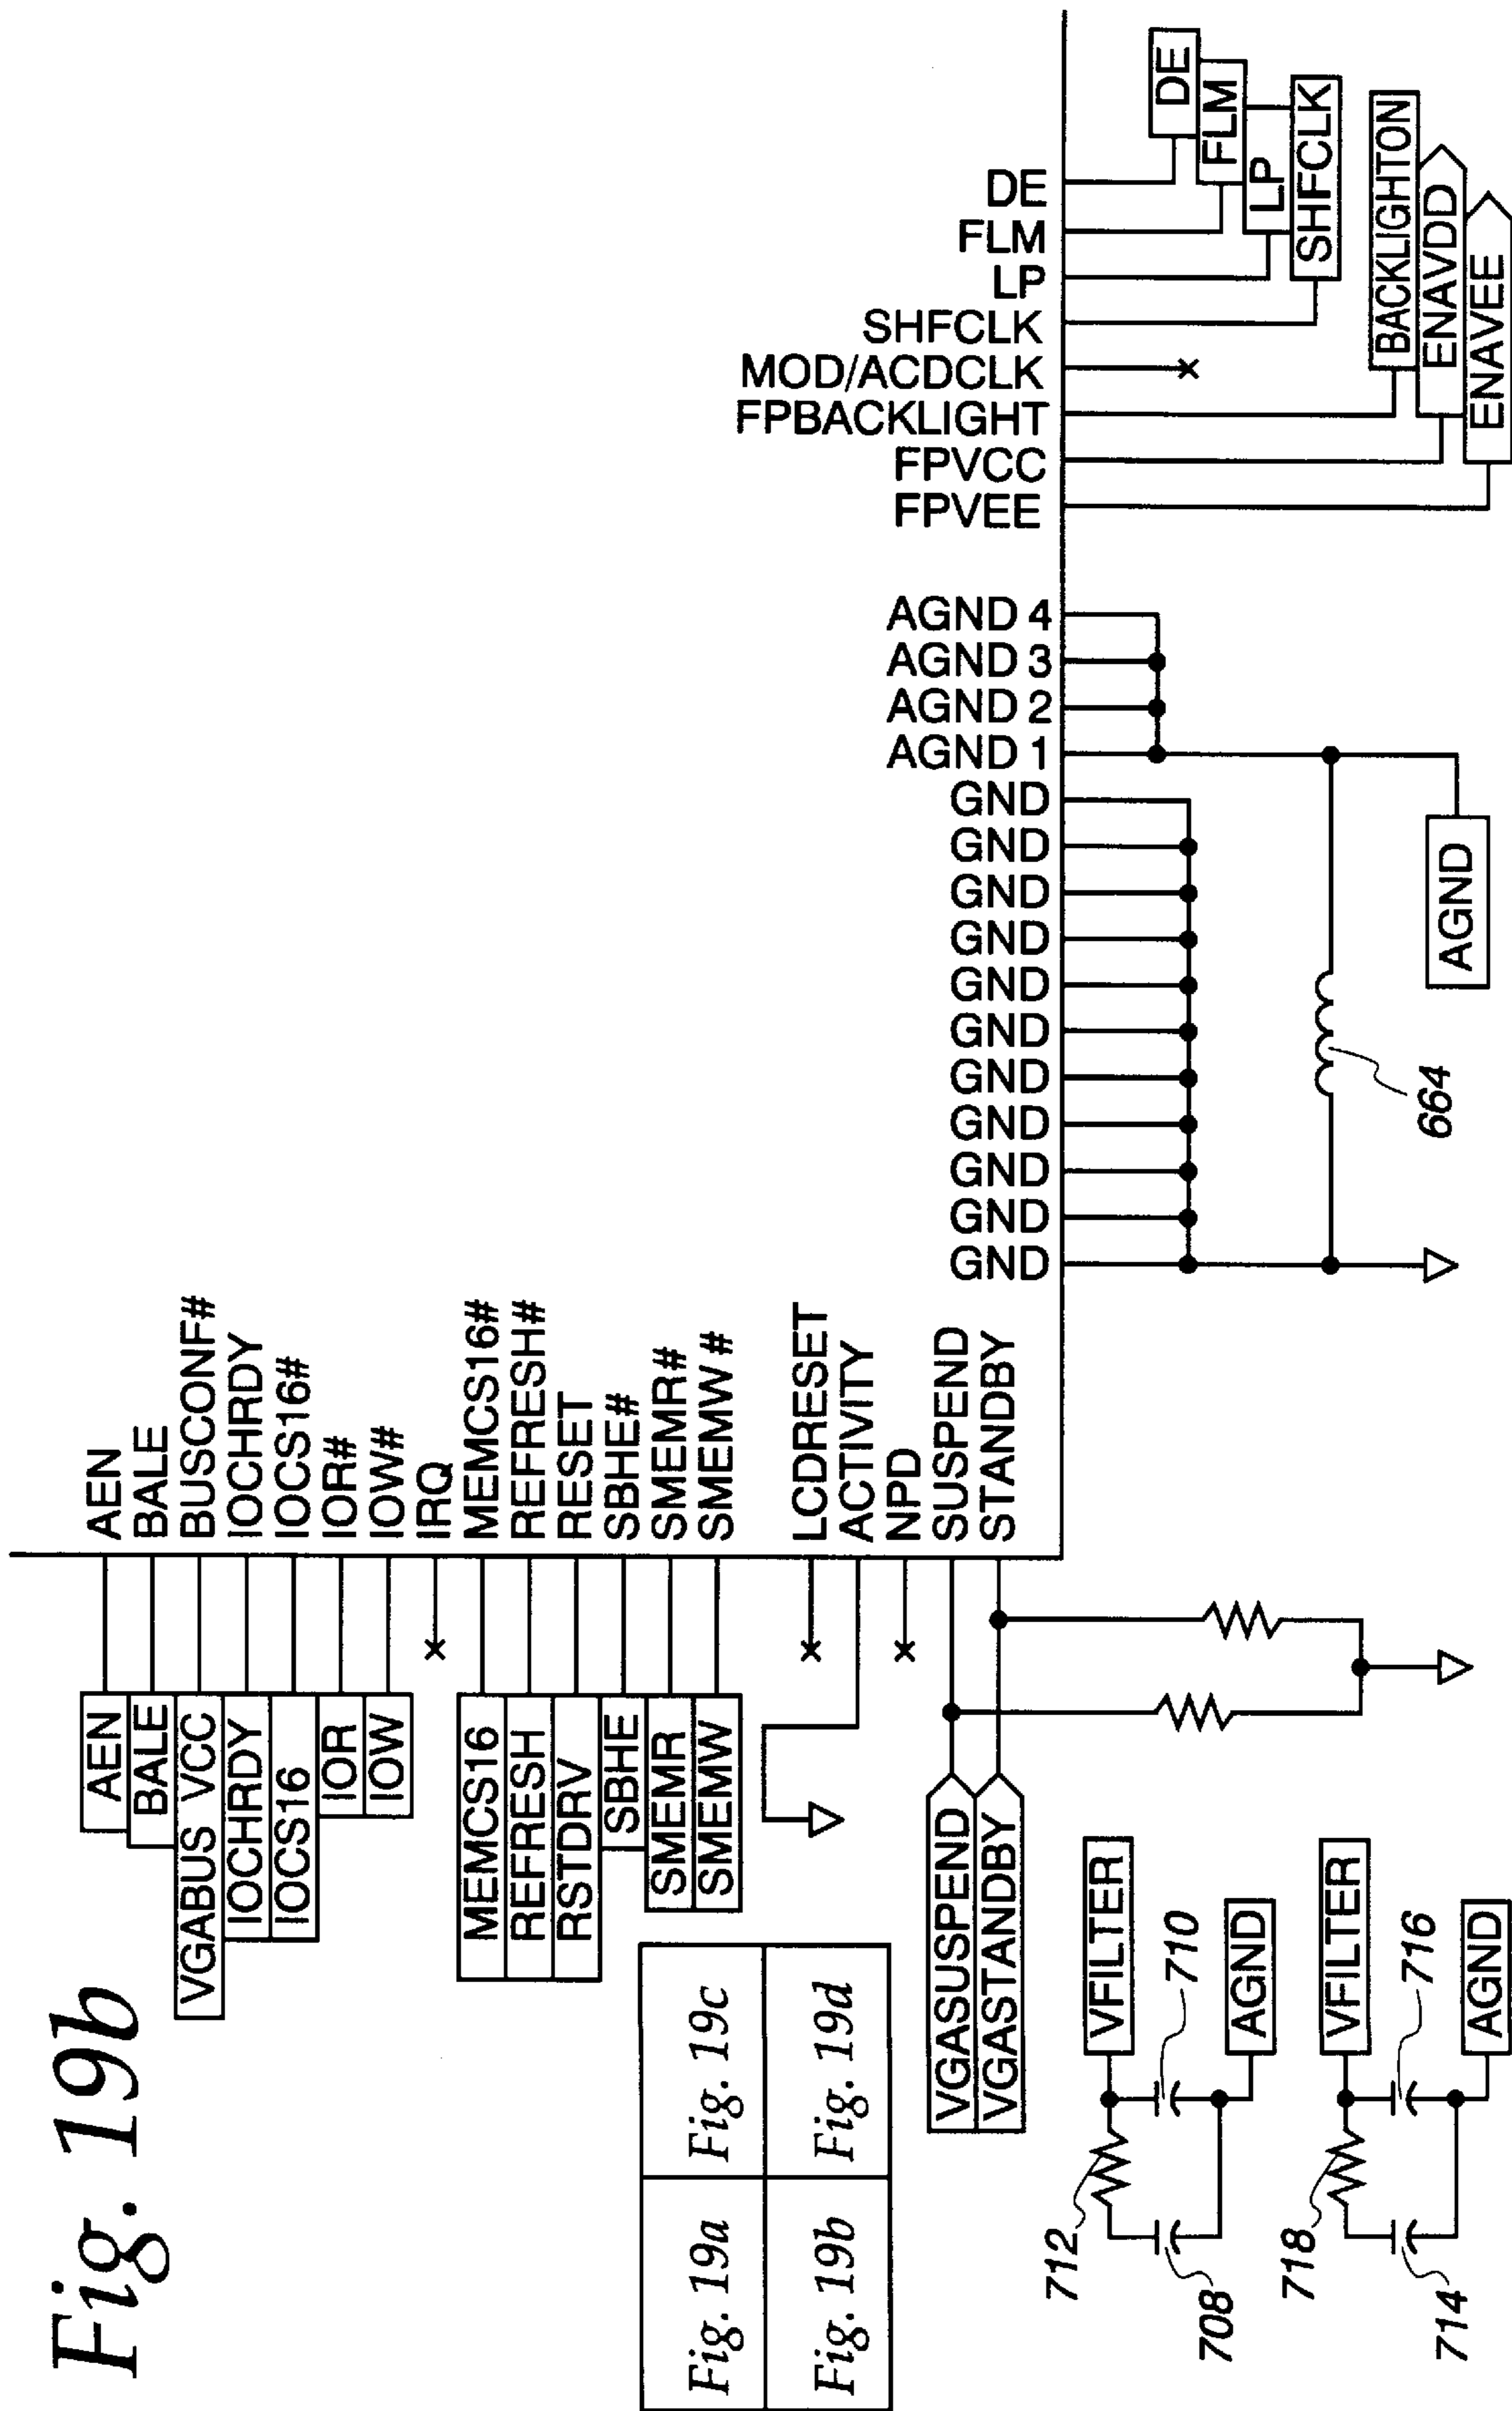 Fig. 19b
AEN
BALE
VGABUS VCC
IOCHRDY
IOCS16
IOR
IOW
MEMCS16
REFRESH
RSTDRV
SBHE
SMEMR
SMEMW
AEN
BALE
BUSCONF#
IOCHRDY
IOCS16#
IOR#
IOW#
IRQ
MEMCS16#
REFRESH#
RESET
SBHE#
SMEMR#
SMEMW#
LCDRESET
ACTIVITY
NPD
SUSPEND
STANDBY
Fig. 19a
Fig. 19c
Fig. 19b
Fig. 19d
VGASUSPEND
VGASTANDBY
712
VFILTER
708
710
AGND
718
VFILTER
714
716
AGND
GND
GND
GND
GND
GND
GND
GND
GND
GND
GND
GND
AGND 1
AGND 2
AGND 3
AGND 4
664
AGND
FPVEE
FPVCC
FPBACKLIGHT
MOD/ACDCLK
SHFCLK
LP
FLM
DE
DE
FLM
LP
SHFCLK
BACKLIGHTON
ENAVDD
ENAVEE